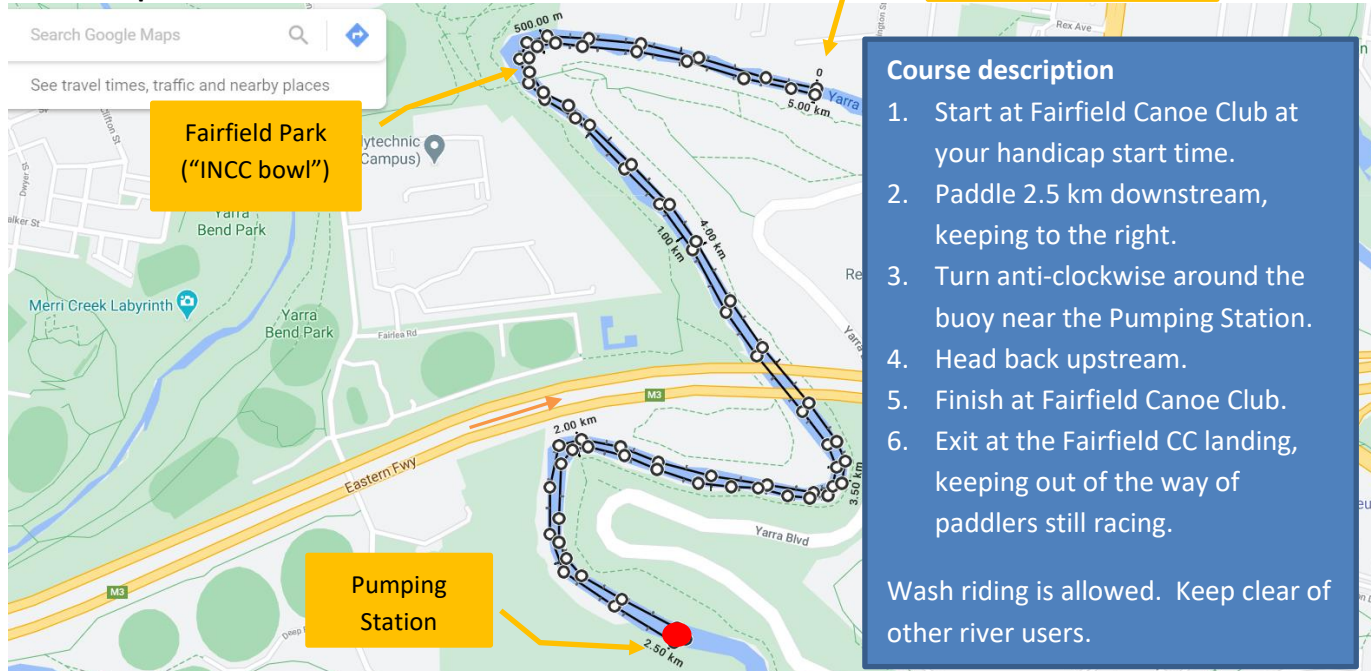 Search Google Maps
See travel times, traffic and nearby places
500.00 m
Rex Ave
0
5.00 km
Yarra
Fairfield Park
("INCC bowl")
ytechnic
Campus)
Yarra
Bend Park
Merri Creek Labyrinth
Yarra
Bend Park
Fairlea Rd
1.00 km
4.00 km
Re
Yarra
M3
2.00 km
Eastern Fwy
3.50 km
Yarra Blvd
M3
Pumping
Station
2.50 km
Course description
1. Start at Fairfield Canoe Club at
your handicap start time.
2. Paddle 2.5 km downstream,
keeping to the right.
3. Turn anti-clockwise around the
buoy near the Pumping Station.
4. Head back upstream.
5. Finish at Fairfield Canoe Club.
6. Exit at the Fairfield CC landing,
keeping out of the way of
paddlers still racing.
Wash riding is allowed. Keep clear of
other river users.